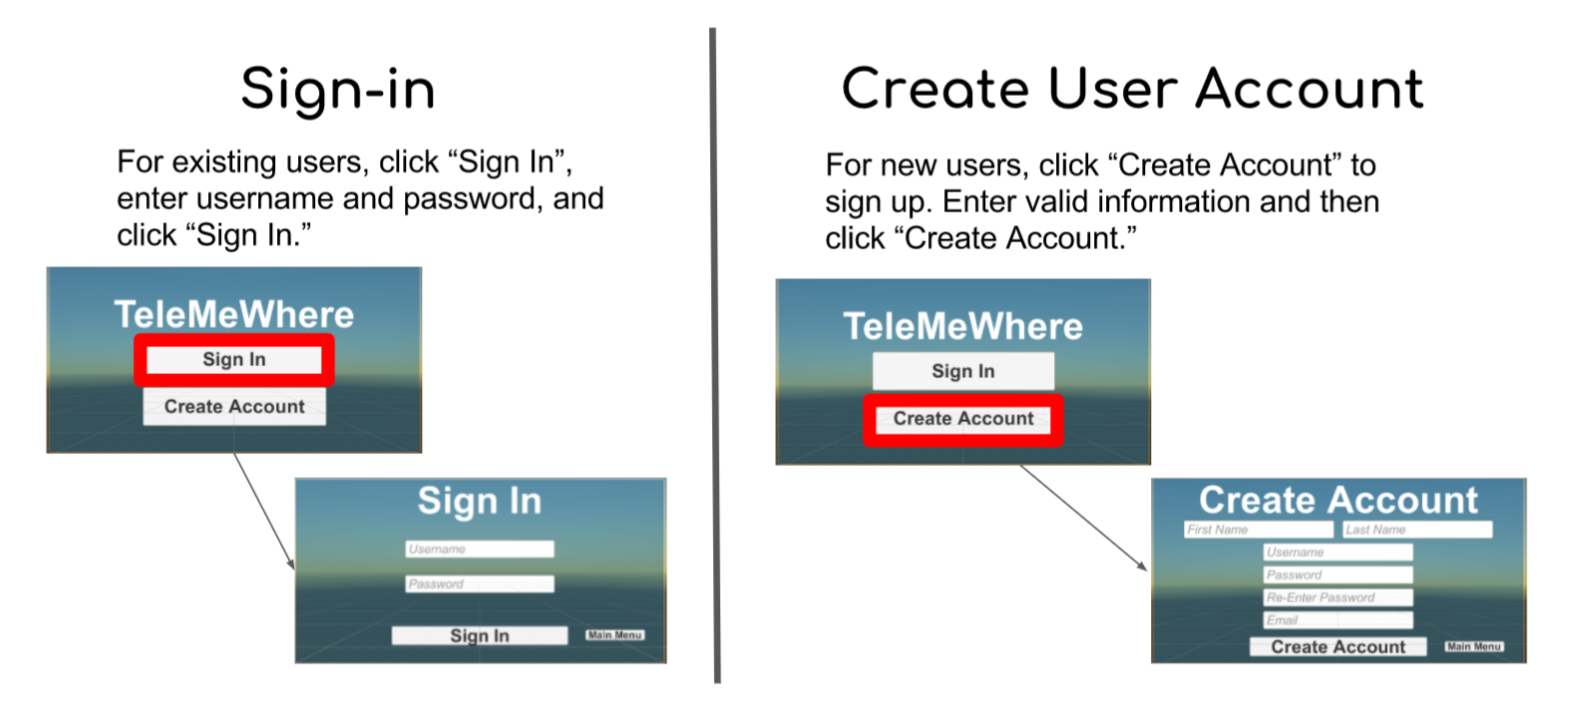 Sign-in
For existing users, click “Sign In”,
enter username and password, and
click “Sign In.”
TeleMeWhere
Sign In
Create Account
Sign In
Username
Password
Sign In
Main Menu
Create User Account
For new users, click “Create Account” to
sign up. Enter valid information and then
click “Create Account.”
TeleMeWhere
Sign In
Create Account
Create Account
First Name
Last Name
Username
Password
Re-Enter Password
Email
Create Account
Main Menu